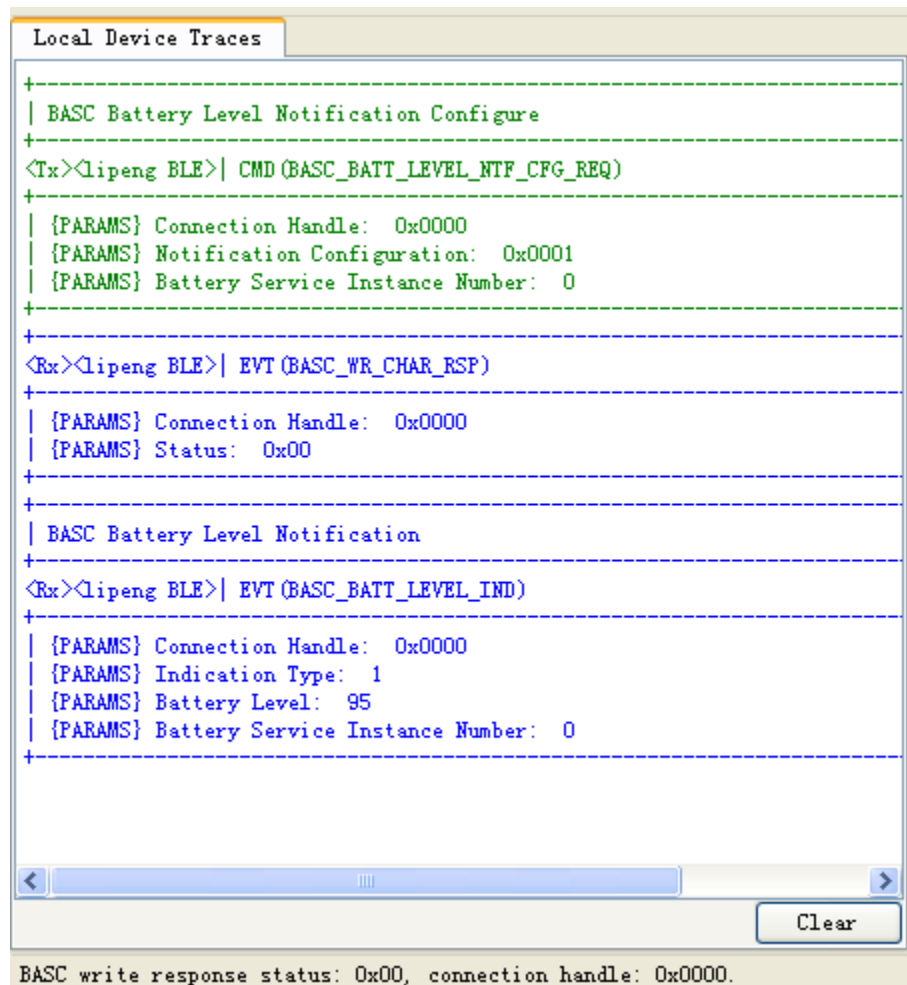 Local Device Traces
+------------------------------------------------------------------------
| BASC Battery Level Notification Configure
+------------------------------------------------------------------------
<Tx><lipeng BLE>| CMD(BASC_BATT_LEVEL_NTF_CFG_REQ)
+------------------------------------------------------------------------
| {PARAMS} Connection Handle: 0x0000
| {PARAMS} Notification Configuration: 0x0001
| {PARAMS} Battery Service Instance Number: 0
+------------------------------------------------------------------------
+------------------------------------------------------------------------
<Rx><lipeng BLE>| EVT(BASC_WR_CHAR_RSP)
+------------------------------------------------------------------------
| {PARAMS} Connection Handle: 0x0000
| {PARAMS} Status: 0x00
+------------------------------------------------------------------------
+------------------------------------------------------------------------
| BASC Battery Level Notification
+------------------------------------------------------------------------
<Rx><lipeng BLE>| EVT(BASC_BATT_LEVEL_IND)
+------------------------------------------------------------------------
| {PARAMS} Connection Handle: 0x0000
| {PARAMS} Indication Type: 1
| {PARAMS} Battery Level: 95
| {PARAMS} Battery Service Instance Number: 0
+------------------------------------------------------------------------
Clear
BASC write response status: 0x00, connection handle: 0x0000.